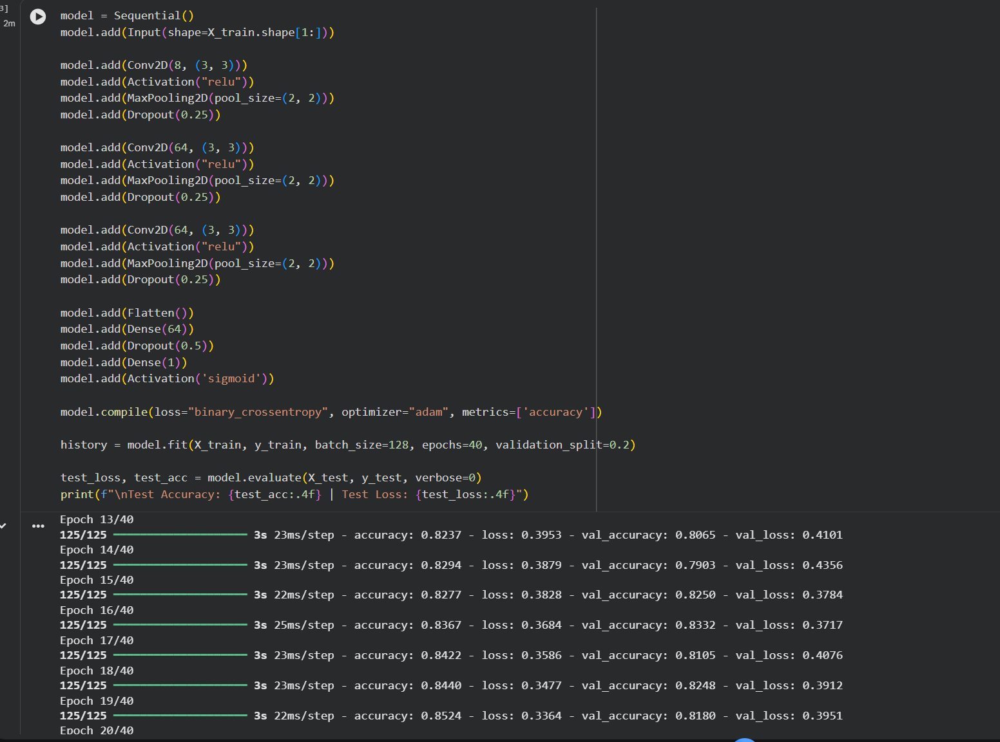 3]
2m
model = Sequential()
model.add(Input(shape=X_train.shape[1:]))
model.add(Conv2D(8, (3, 3)))
model.add(Activation("relu"))
model.add(MaxPooling2D(pool_size=(2, 2)))
model.add(Dropout(0.25))
model.add(Conv2D(64, (3, 3)))
model.add(Activation("relu"))
model.add(MaxPooling2D(pool_size=(2, 2)))
model.add(Dropout(0.25))
model.add(Conv2D(64, (3, 3)))
model.add(Activation("relu"))
model.add(MaxPooling2D(pool_size=(2, 2)))
model.add(Dropout(0.25))
model.add(Flatten())
model.add(Dense(64))
model.add(Dropout(0.5))
model.add(Dense(1))
model.add(Activation('sigmoid'))
model.compile(loss="binary_crossentropy", optimizer="adam", metrics=['accuracy'])
history = model.fit(X_train, y_train, batch_size=128, epochs=40, validation_split=0.2)
test_loss, test_acc = model.evaluate(X_test, y_test, verbose=0)
print(f"\nTest Accuracy: {test_acc:.4f} | Test Loss: {test_loss:.4f}")
Epoch 13/40
125/125 ━━━━━━━━━━━━━━━━━━━━ 3s 23ms/step - accuracy: 0.8237 - loss: 0.3953 - val_accuracy: 0.8065 - val_loss: 0.4101
Epoch 14/40
125/125 ━━━━━━━━━━━━━━━━━━━━ 3s 23ms/step - accuracy: 0.8294 - loss: 0.3879 - val_accuracy: 0.7903 - val_loss: 0.4356
Epoch 15/40
125/125 ━━━━━━━━━━━━━━━━━━━━ 3s 22ms/step - accuracy: 0.8277 - loss: 0.3828 - val_accuracy: 0.8250 - val_loss: 0.3784
Epoch 16/40
125/125 ━━━━━━━━━━━━━━━━━━━━ 3s 25ms/step - accuracy: 0.8367 - loss: 0.3684 - val_accuracy: 0.8332 - val_loss: 0.3717
Epoch 17/40
125/125 ━━━━━━━━━━━━━━━━━━━━ 3s 23ms/step - accuracy: 0.8422 - loss: 0.3586 - val_accuracy: 0.8105 - val_loss: 0.4076
Epoch 18/40
125/125 ━━━━━━━━━━━━━━━━━━━━ 3s 23ms/step - accuracy: 0.8440 - loss: 0.3477 - val_accuracy: 0.8248 - val_loss: 0.3912
Epoch 19/40
125/125 ━━━━━━━━━━━━━━━━━━━━ 3s 22ms/step - accuracy: 0.8524 - loss: 0.3364 - val_accuracy: 0.8180 - val_loss: 0.3951
Epoch 20/40